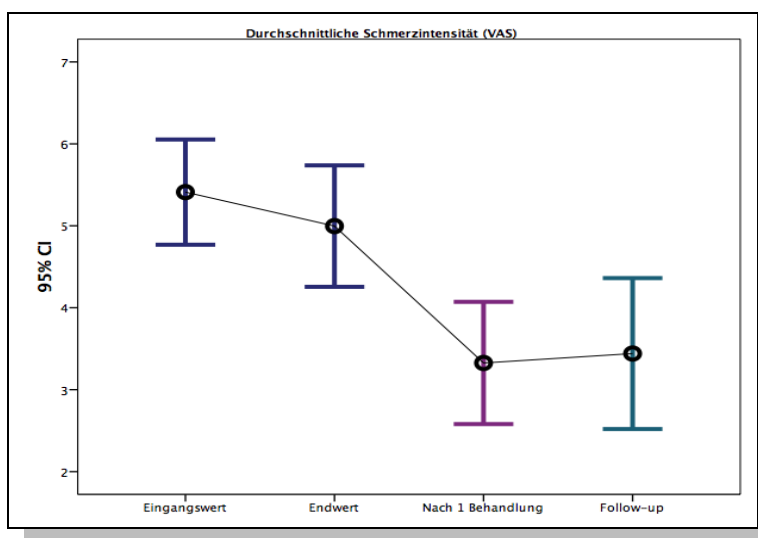 Durchschnittliche Schmerzintensität (VAS)
7
6
5
4
3
2
95% CI
Eingangswert Endwert Nach 1 Behandlung Follow-up